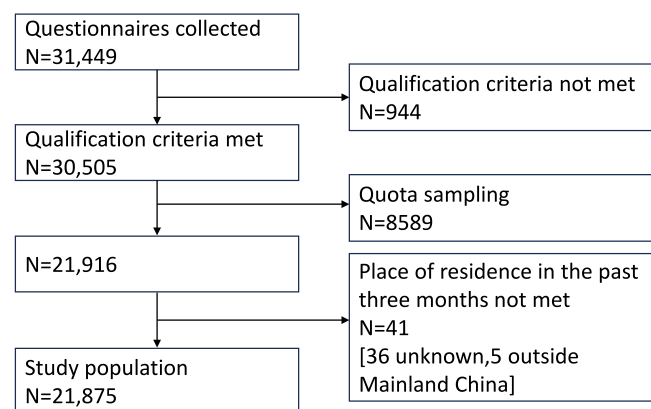 Questionnaires collected
N=31,449
Qualification criteria not met
N=944
Qualification criteria met
N=30,505
Quota sampling
N=8589
N=21,916
Place of residence in the past
three months not met
N=41
[36 unknown,5 outside
Mainland China]
Study population
N=21,875